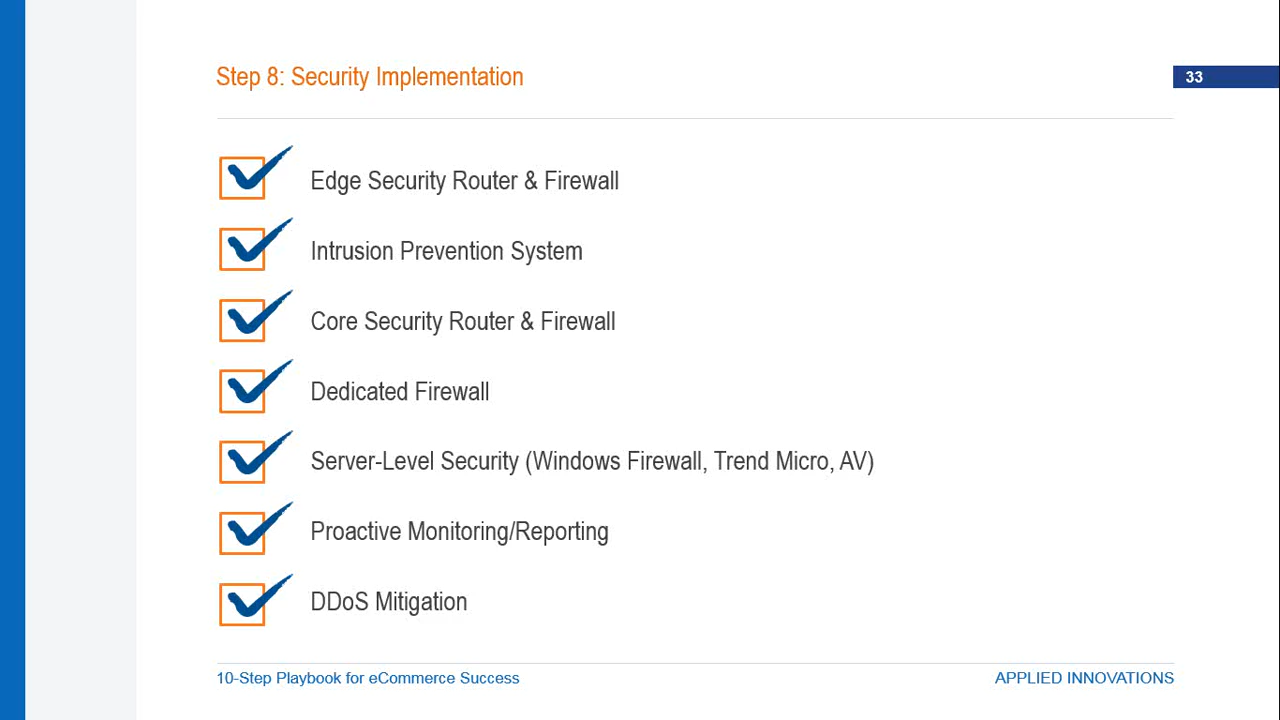 Step 8: Security Implementation
33
Edge Security Router & Firewall
Intrusion Prevention System
Core Security Router & Firewall
Dedicated Firewall
Server-Level Security (Windows Firewall, Trend Micro, AV)
Proactive Monitoring/Reporting
DDoS Mitigation
10-Step Playbook for eCommerce Success
APPLIED INNOVATIONS